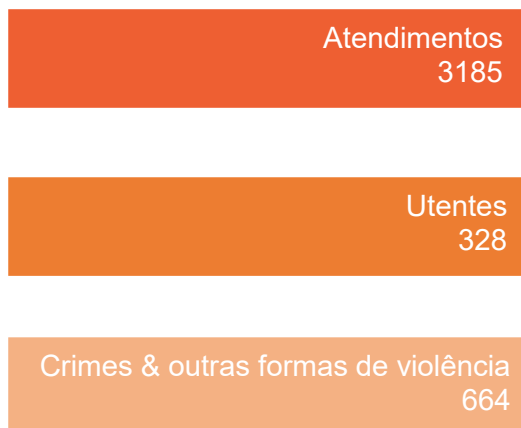 Atendimentos
3185
Utentes
328
Crimes & outras formas de violência
664